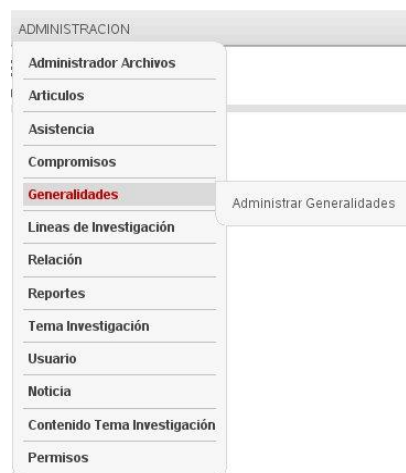 ADMINISTRACION
Administrador Archivos
Articulos
Asistencia
Compromisos
Generalidades
Administrar Generalidades
Lineas de Investigación
Relación
Reportes
Tema Investigación
Usuario
Noticia
Contenido Tema Investigación
Permisos